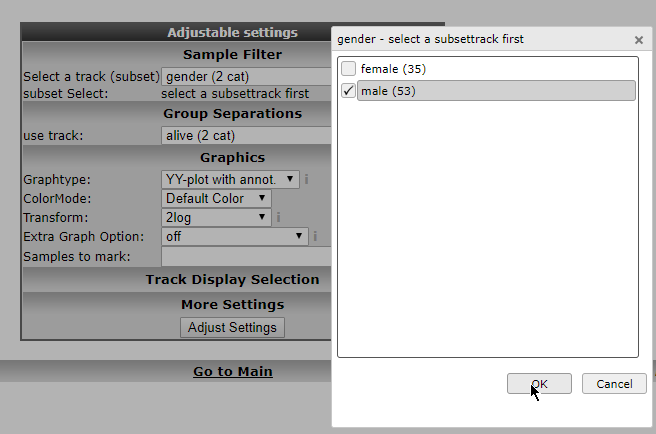 Adjustable settings
Sample Filter
Select a track (subset) gender (2 cat)
subset Select: select a subsettrack first
Group Separations
use track: alive (2 cat)
Graphics
Graphtype: YY-plot with annot. i
ColorMode: Default Color
Transform: 2log i
Extra Graph Option: off i
Samples to mark:
Track Display Selection
More Settings
Adjust Settings
Go to Main
gender - select a subsettrack first
female (35)
male (53)
OK Cancel